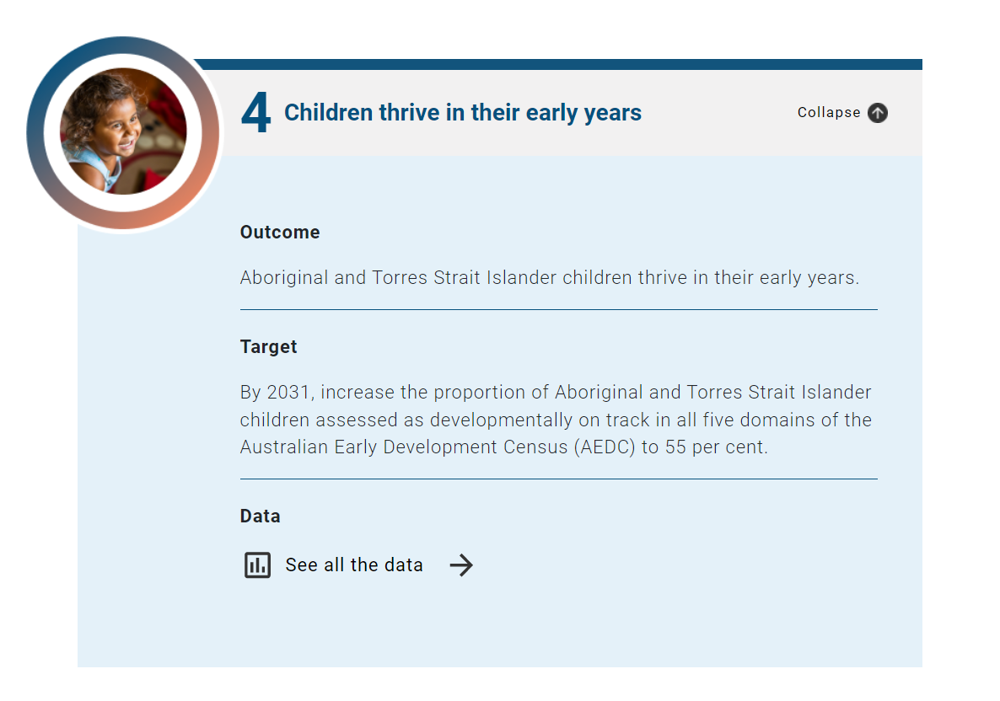 4 Children thrive in their early years
Collapse
Outcome
Aboriginal and Torres Strait Islander children thrive in their early years.
Target
By 2031, increase the proportion of Aboriginal and Torres Strait Islander
children assessed as developmentally on track in all five domains of the
Australian Early Development Census (AEDC) to 55 per cent.
Data
See all the data